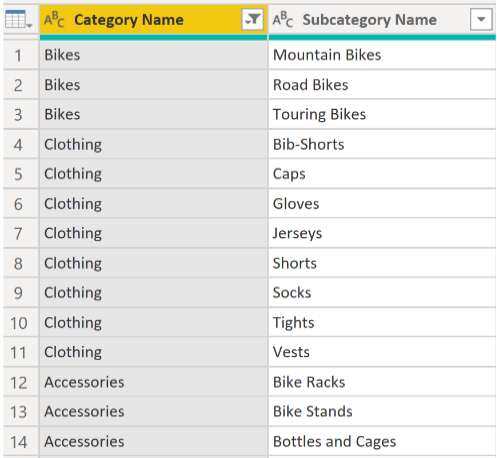 ABC Category Name ABC Subcategory Name
1 Bikes Mountain Bikes
2 Bikes Road Bikes
3 Bikes Touring Bikes
4 Clothing Bib-Shorts
5 Clothing Caps
6 Clothing Gloves
7 Clothing Jerseys
8 Clothing Shorts
9 Clothing Socks
10 Clothing Tights
11 Clothing Vests
12 Accessories Bike Racks
13 Accessories Bike Stands
14 Accessories Bottles and Cages